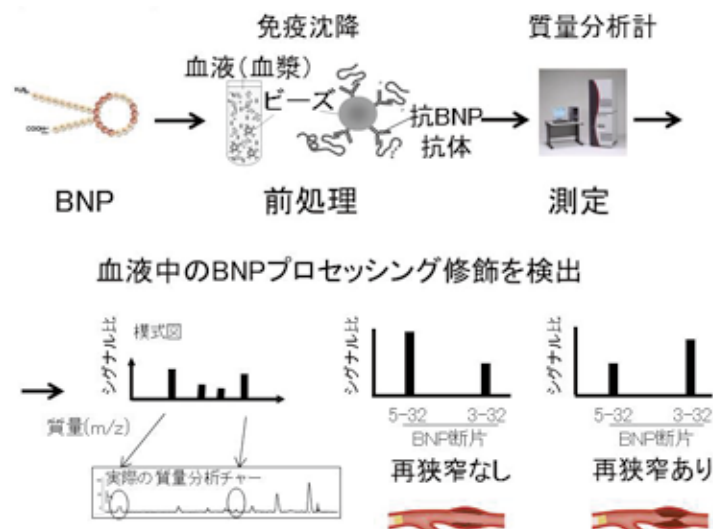 免疫沈降
質量分析計
血液(血漿)
ビーズ
抗BNP
抗体
COOH
BNP
前処理
測定
血液中のBNPプロセッシング修飾を検出
シグナル比
模式図
質量(m/z)
実際の質量分析チャー
シグナル比
5-32
3-32
BNP断片
再狭窄なし
シグナル比
5-32
3-32
BNP断片
再狭窄あり